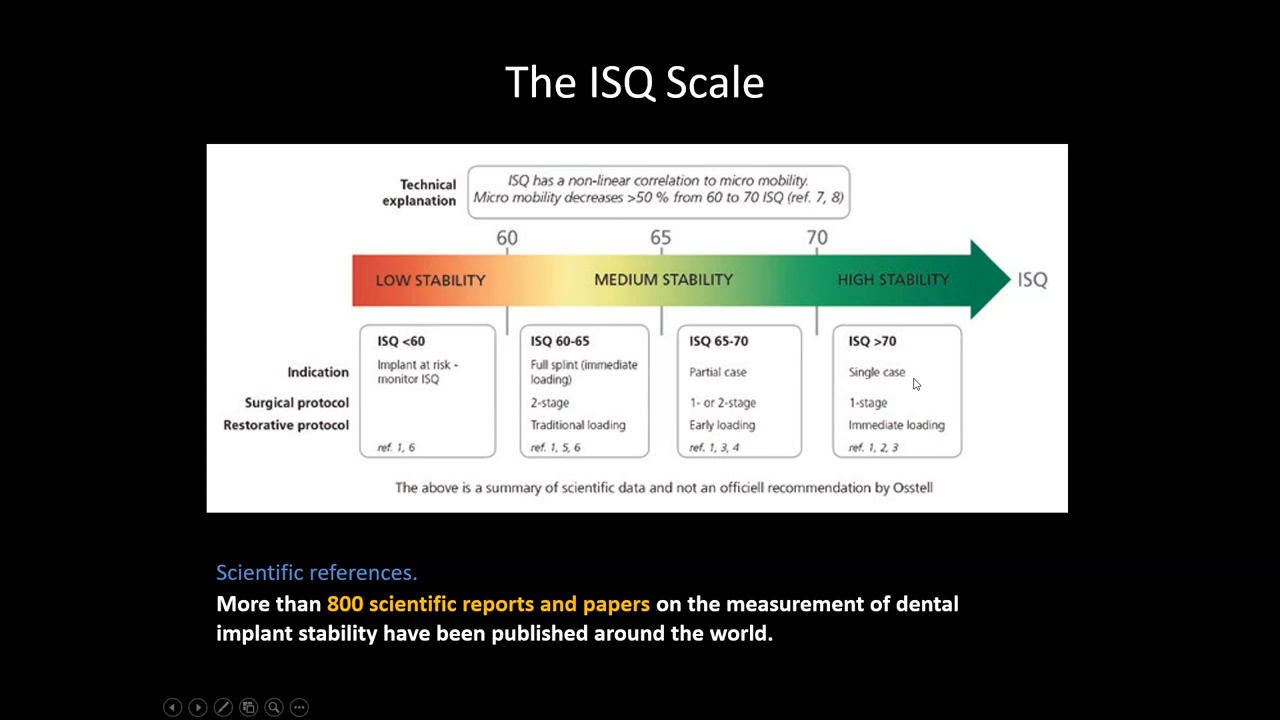 The ISQ Scale
Technical
explanation
ISQ has a non-linear correlation to micro mobility.
Micro mobility decreases >50 % from 60 to 70 ISQ (ref. 7, 8)
60
65
70
LOW STABILITY
MEDIUM STABILITY
HIGH STABILITY
ISQ
Indication
Surgical protocol
Restorative protocol
ISQ <60
Implant at risk -
monitor ISQ
ref. 1, 6
ISQ 60-65
Full splint (immediate
loading)
2-stage
Traditional loading
ref. 1, 5, 6
ISQ 65-70
Partial case
1- or 2-stage
Early loading
ref. 1, 3, 4
ISQ >70
Single case
1-stage
Immediate loading
ref. 1, 2, 3
The above is a summary of scientific data and not an officiell recommendation by Osstell
Scientific references.
More than 800 scientific reports and papers on the measurement of dental
implant stability have been published around the world.